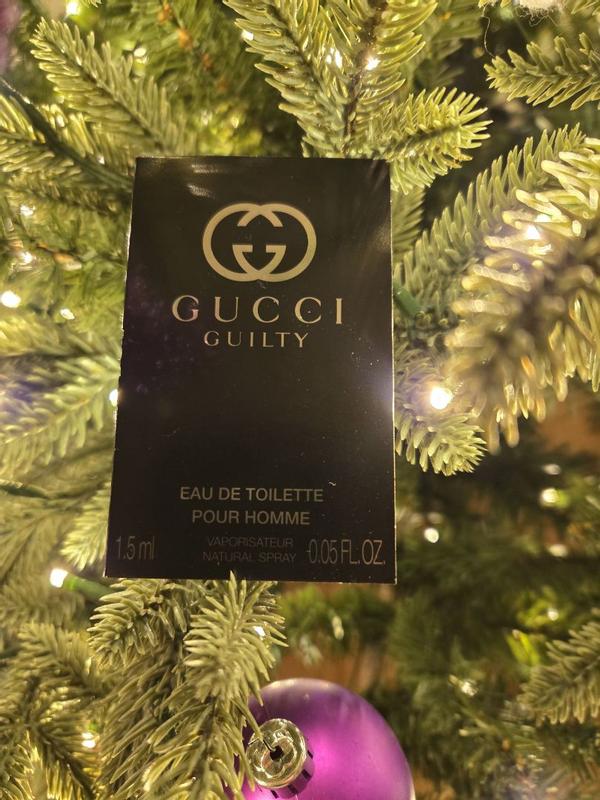 GUCCI
GUILTY
EAU DE TOILETTE
POUR HOMME
1.5 ml VAPORISATEUR NATURAL SPRAY 0.05 FL. OZ.